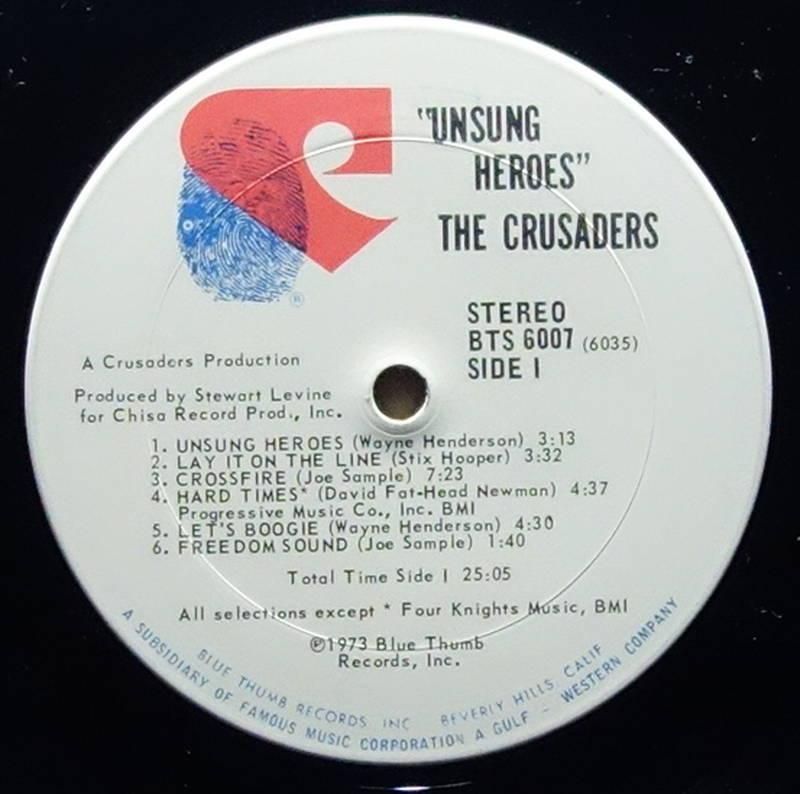 "UNSUNG
HEROES"
THE CRUSADERS
®
STEREO
BTS 6007 (6035)
SIDE I
A Crusaders Production
Produced by Stewart Levine
for Chisa Record Prod., Inc.
1. UNSUNG HEROES (Wayne Henderson) 3:13
2. LAY IT ON THE LINE (Stix Hooper) 3:32
3. CROSSFIRE (Joe Sample) 7:23
4. HARD TIMES* (David Fat-Head Newman) 4:37
Progressive Music Co., Inc. BMI
5. LET'S BOOGIE (Wayne Henderson) 4:30
6. FREEDOM SOUND (Joe Sample) 1:40
Total Time Side I 25:05
All selections except * Four Knights Music, BMI
℗1973 Blue Thumb
Records, Inc.
BLUE THUMB RECORDS INC BEVERLY HILLS, CALIF
A SUBSIDIARY OF FAMOUS MUSIC CORPORATION A GULF - WESTERN COMPANY